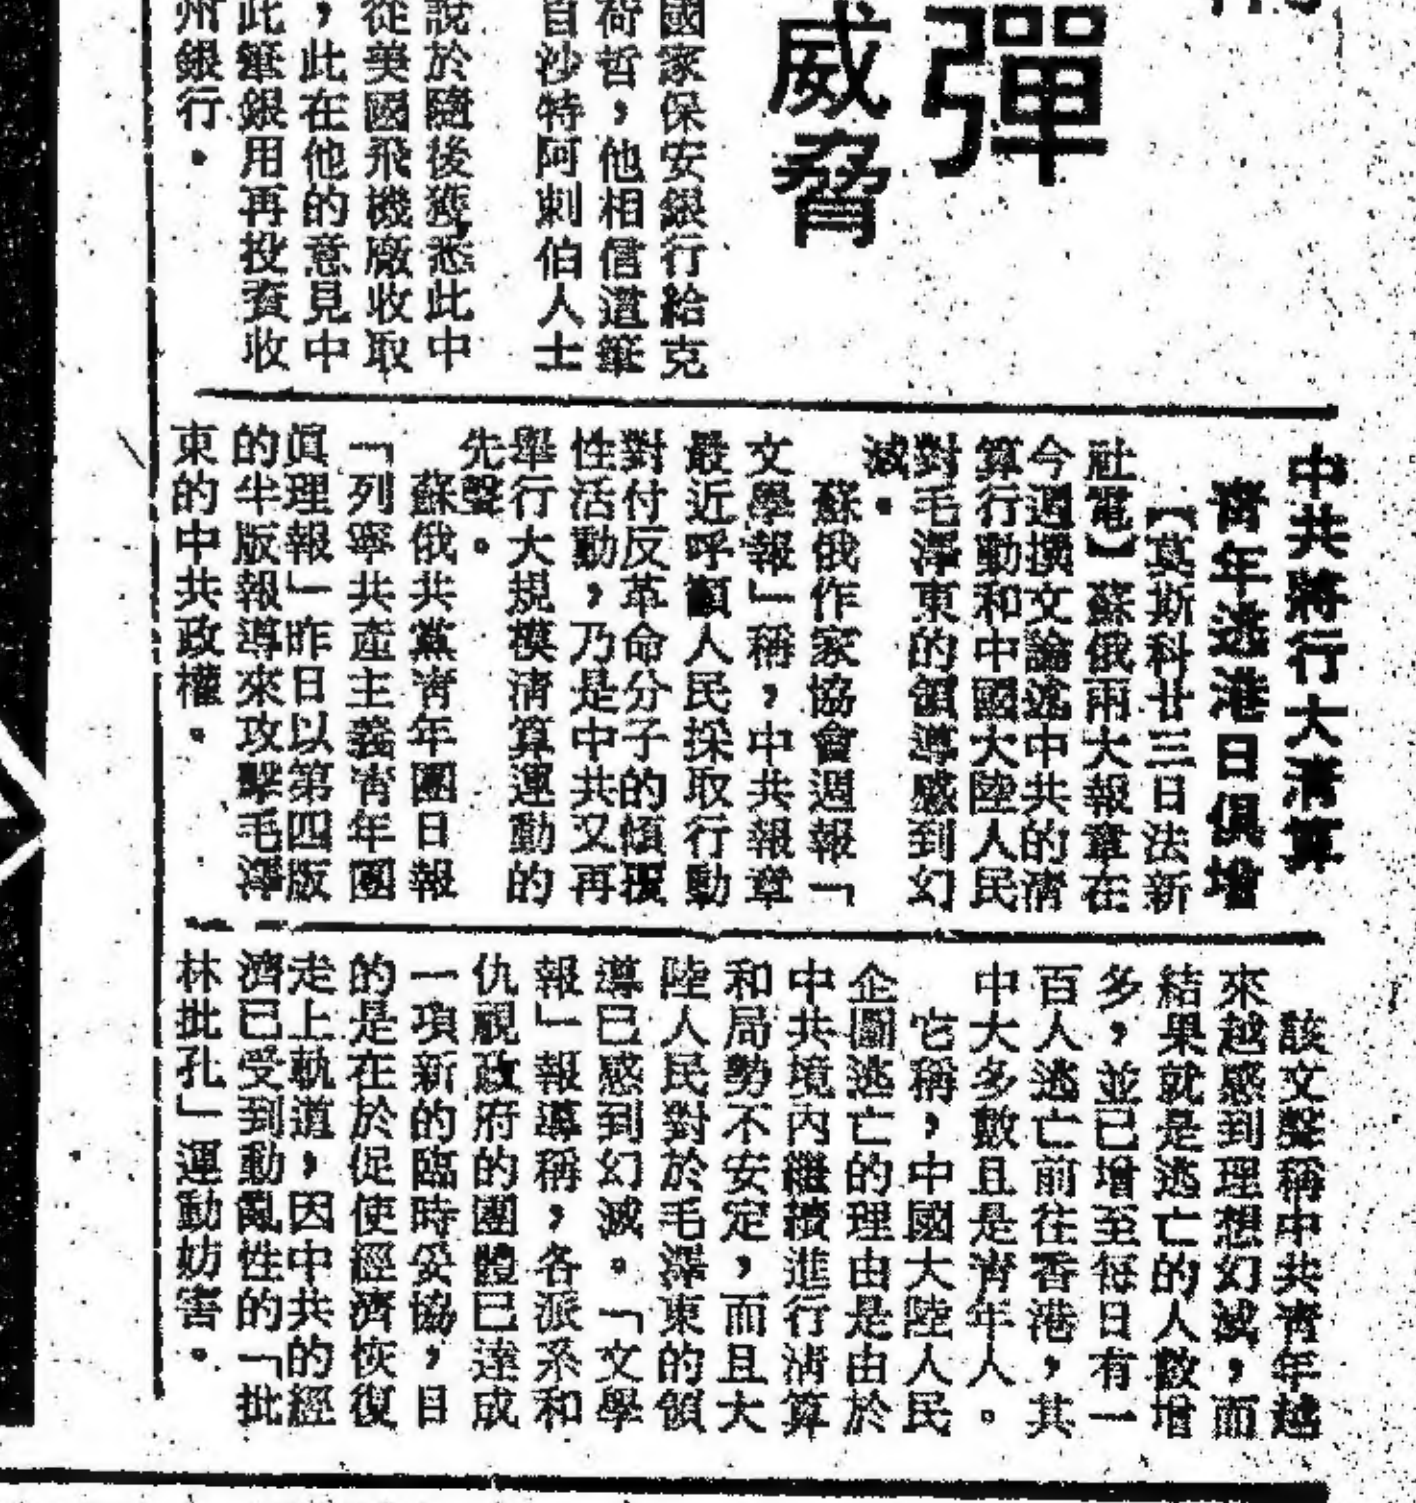 彈
威脅
國家保安銀行給克
荷哲，他相信這筆
自沙特阿剌伯人士
說於隨後獲悉此中
從美國飛機廠收取
，此在他的意見中
此筆銀用再投資收
州銀行．
中共將行大清算
青年逃港日俱增
【莫斯科廿三日法新
社電】蘇俄兩大報章在
今週撰文論述中共的清
算行動和中國大陸人民
對毛澤東的領導感到幻
滅．
蘇俄作家協會週報「
文學報」稱，中共報章
最近呼籲人民採取行動
對付反革命分子的傾覆
性活動，乃是中共又再
舉行大規模清算運動的
先聲。
蘇俄共黨青年團日報
「列寧共產主義青年團
眞理報」昨日以第四版
的半版報導來攻擊毛澤
東的中共政權。
該文聲稱中共青年越
來越感到理想幻滅，而
結果就是逃亡的人數增
多，並已增至每日有一
百人逃亡前往香港，其
中大多數且是青年人。
它稱，中國大陸人民
企圖逃亡的理由是由於
中共境內繼續進行清算
和局勢不安定，而且大
陸人民對於毛澤東的領
導已感到幻滅。「文學
報」報導稱，各派系和
仇視政府的團體已達成
一項新的臨時妥協，目
的是在於促使經濟恢復
走上軌道，因中共的經
濟已受到動亂性的「批
林批孔」運動妨害。